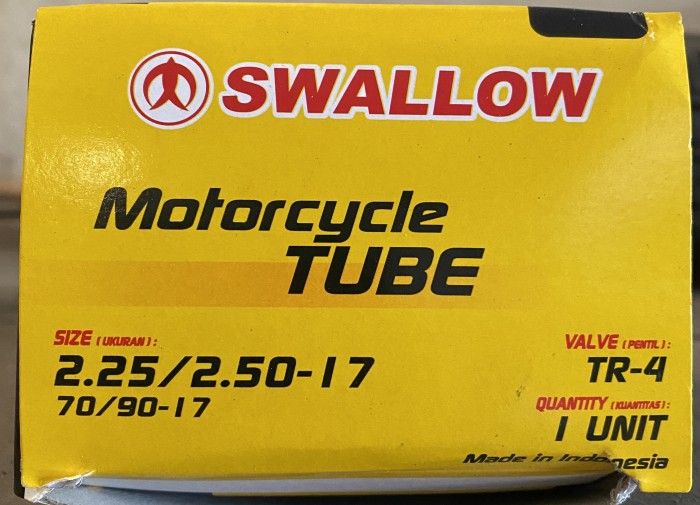 SWALLOW
Motorcycle
TUBE
SIZE (UKURAN):
2.25/2.50-17
70/90-17
VALVE (PENTIL):
TR-4
QUANTITY (KUANTITAS):
1 UNIT
Made in Indonesia